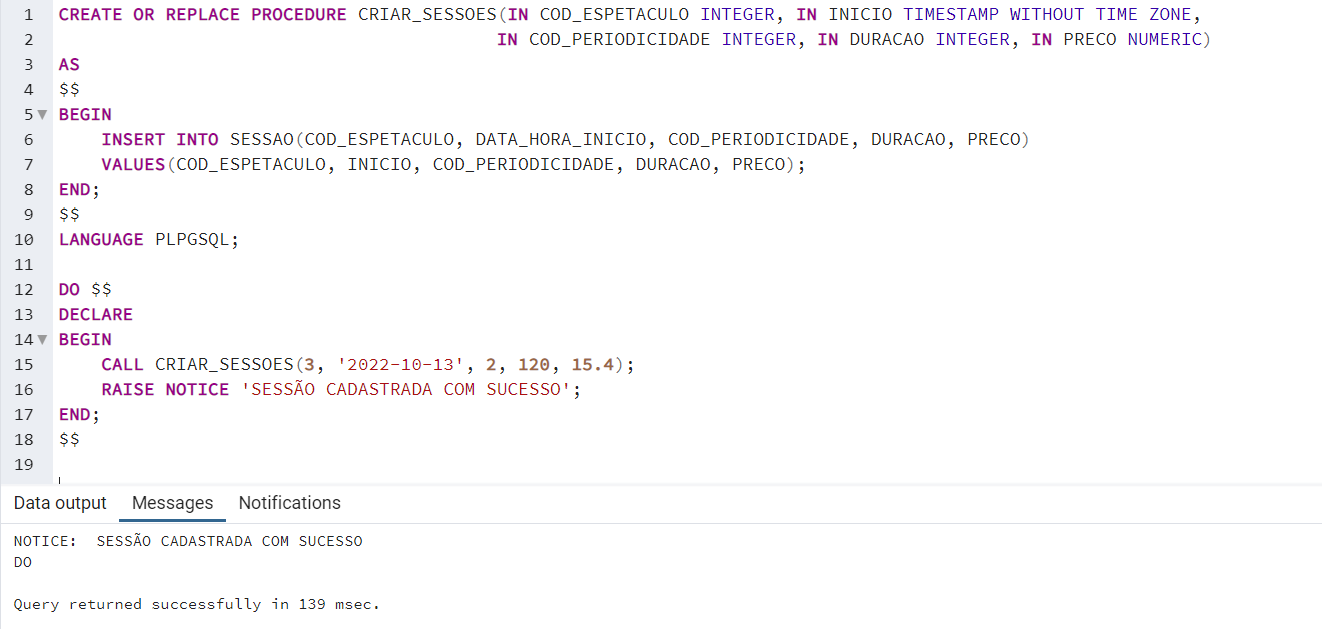 1 CREATE OR REPLACE PROCEDURE CRIAR_SESSOES(IN COD_ESPETACULO INTEGER, IN INICIO TIMESTAMP WITHOUT TIME ZONE,
2 IN COD_PERIODICIDADE INTEGER, IN DURACAO INTEGER, IN PRECO NUMERIC)
3 AS
4 $$
5 BEGIN
6 INSERT INTO SESSAO(COD_ESPETACULO, DATA_HORA_INICIO, COD_PERIODICIDADE, DURACAO, PRECO)
7 VALUES(COD_ESPETACULO, INICIO, COD_PERIODICIDADE, DURACAO, PRECO);
8 END;
9 $$
10 LANGUAGE PLPGSQL;
11
12 DO $$
13 DECLARE
14 BEGIN
15 CALL CRIAR_SESSOES(3, '2022-10-13', 2, 120, 15.4);
16 RAISE NOTICE 'SESSÃO CADASTRADA COM SUCESSO';
17 END;
18 $$
19
Data output Messages Notifications
NOTICE: SESSÃO CADASTRADA COM SUCESSO
DO
Query returned successfully in 139 msec.